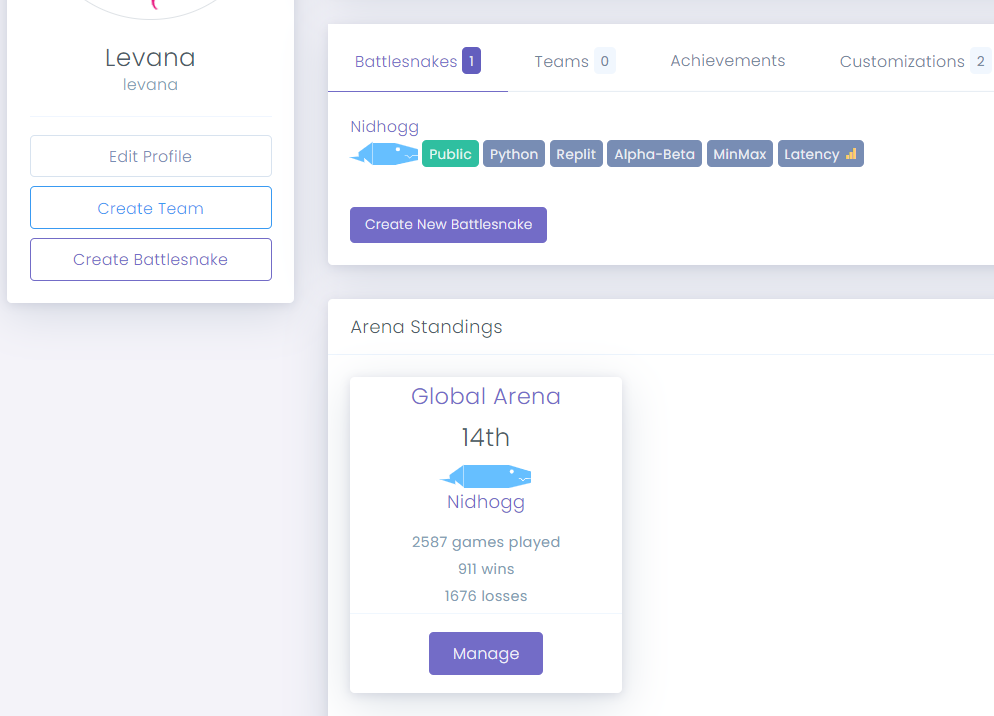 Levana
levana
Edit Profile
Create Team
Create Battlesnake
Battlesnakes 1 Teams 0 Achievements Customizations 2
Nidhogg
Public Python Replit Alpha-Beta MinMax Latency
Create New Battlesnake
Arena Standings
Global Arena
14th
Nidhogg
2587 games played
911 wins
1676 losses
Manage